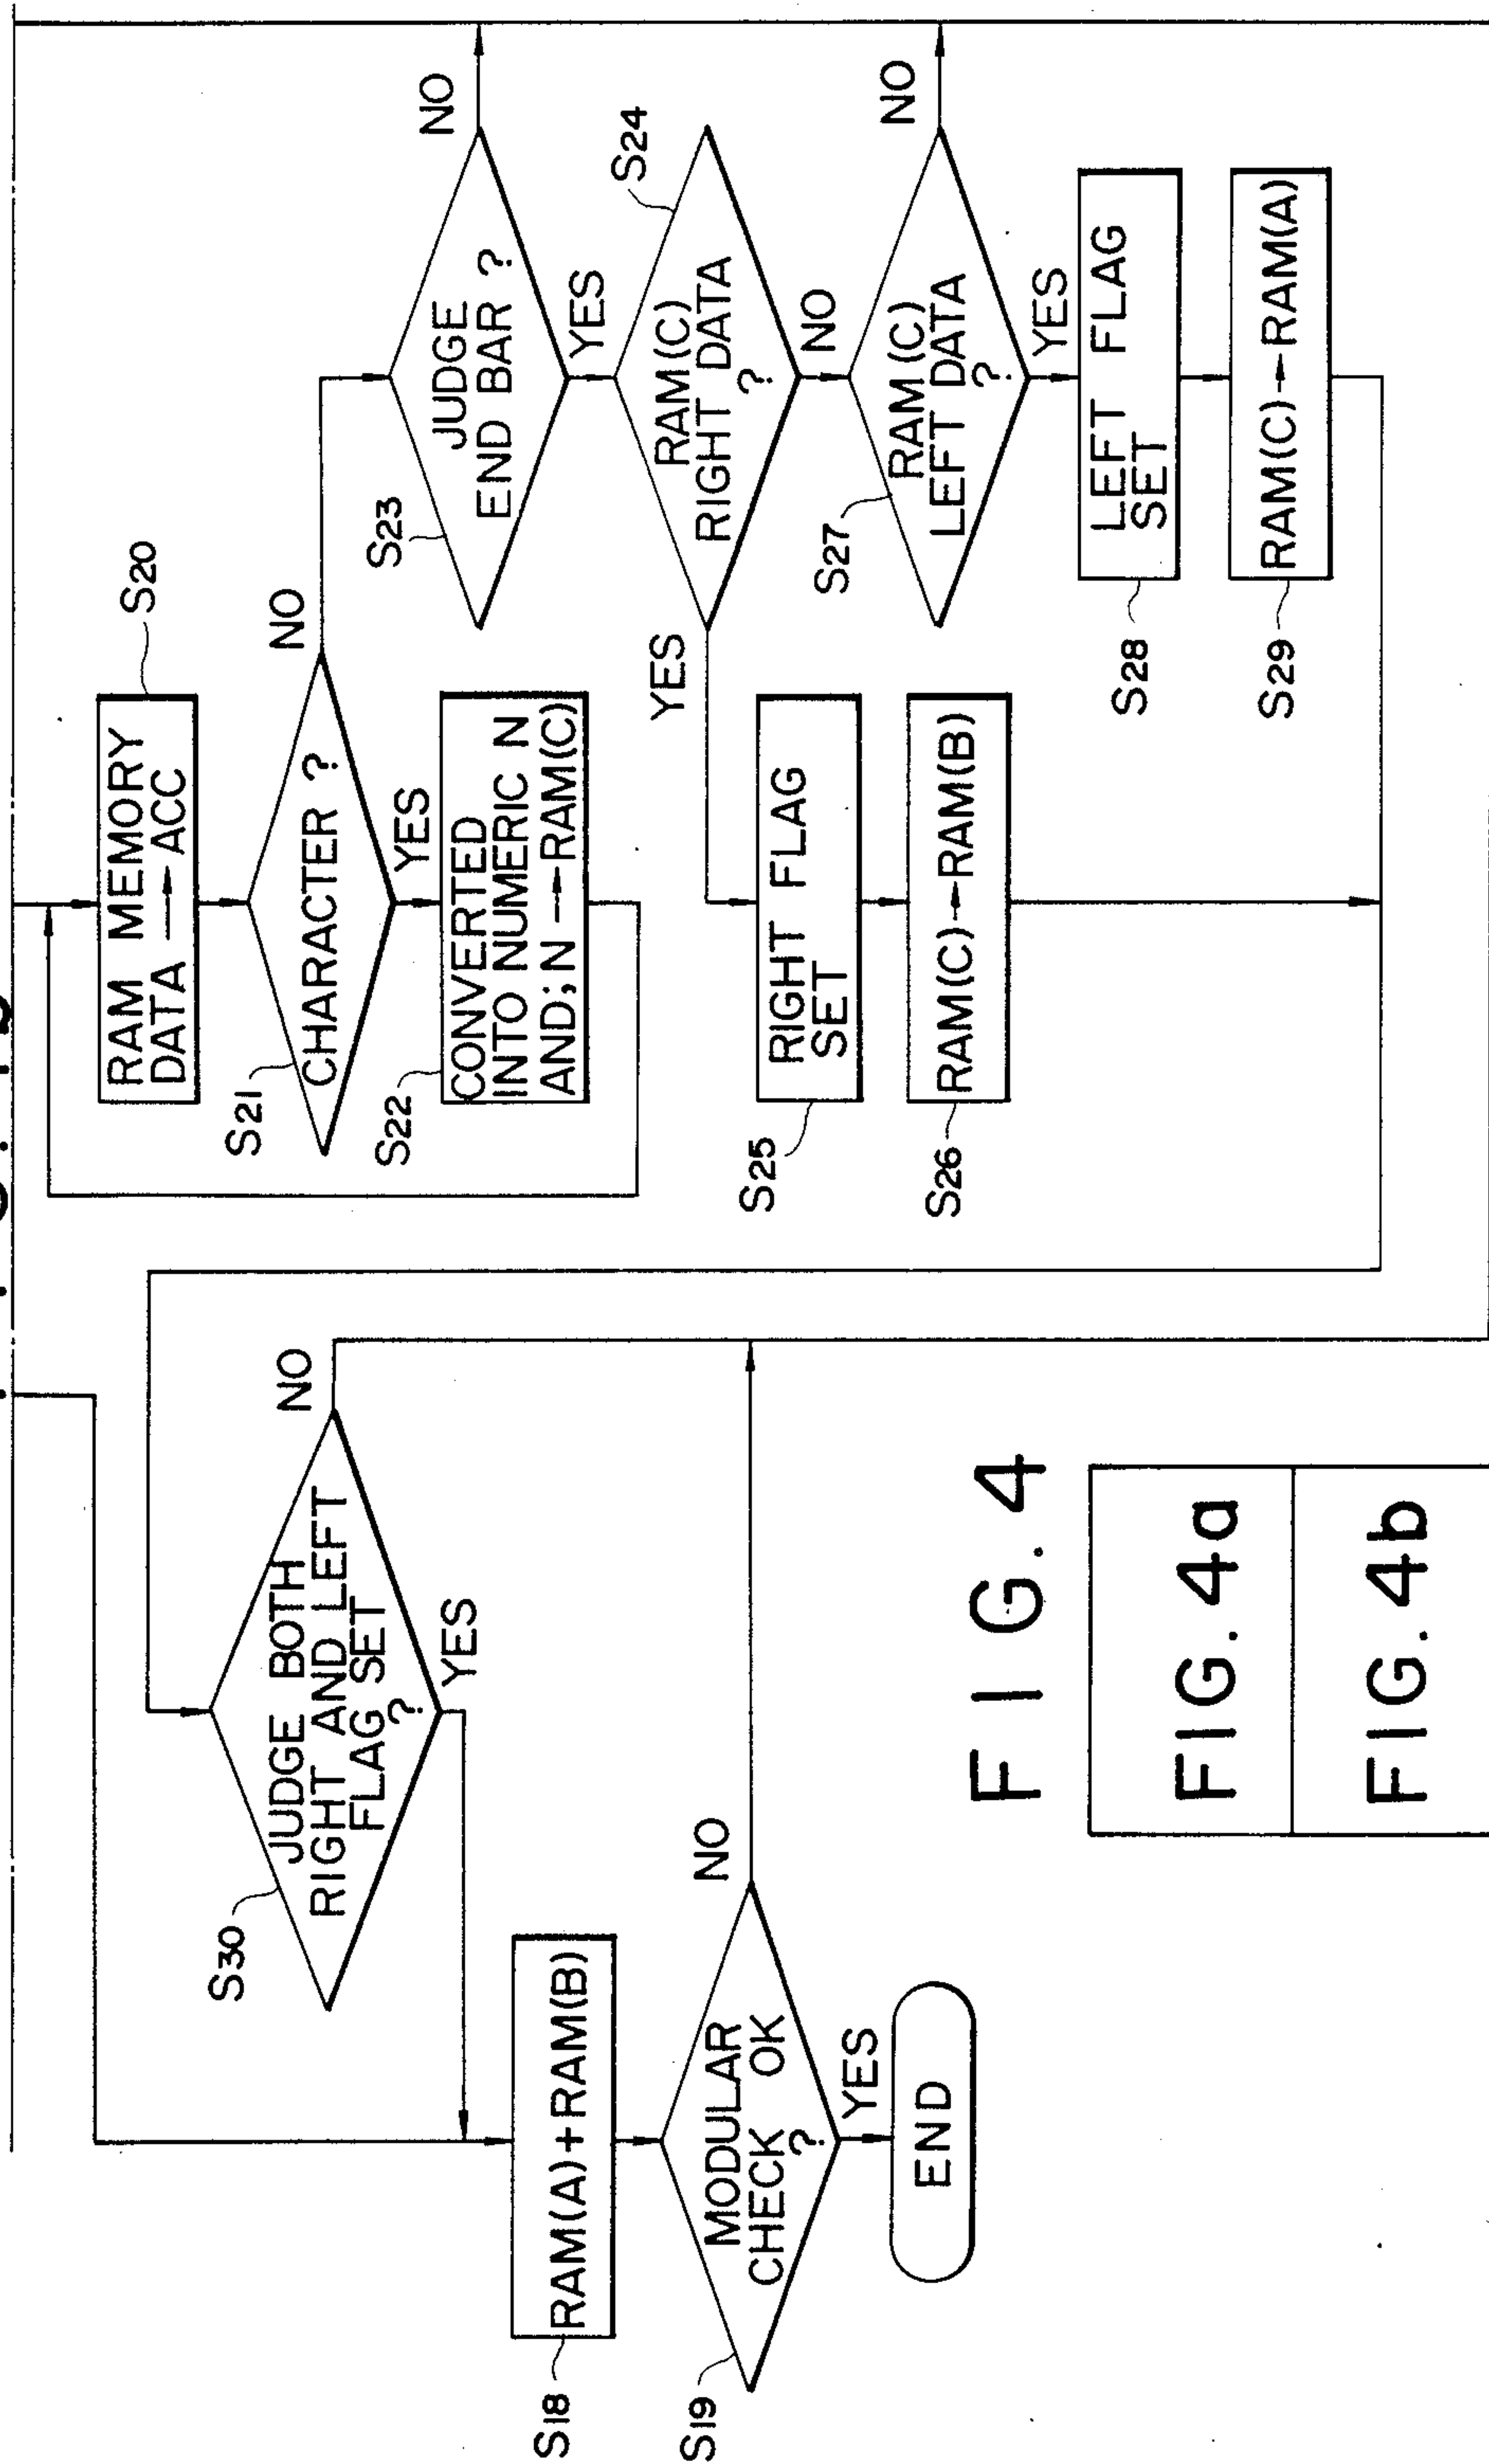 S30
JUDGE BOTH
RIGHT AND LEFT
FLAG SET
?
NO
YES
S18
RAM(A)+RAM(B)
S19
MODULAR
CHECK OK
?
NO
YES
END
S20
RAM MEMORY
DATA → ACC
S21
CHARACTER ?
NO
YES
S22
CONVERTED
INTO NUMERIC N
AND;N→RAM(C)
S23
JUDGE
END BAR ?
NO
YES
S24
RAM(C)
RIGHT DATA
?
YES
NO
S25
RIGHT FLAG
SET
S26
RAM(C)→RAM(B)
S27
RAM(C)
LEFT DATA
?
NO
YES
S28
LEFT FLAG
SET
S29
RAM(C)→RAM(A)
FIG. 4
FIG. 4a
FIG. 4b